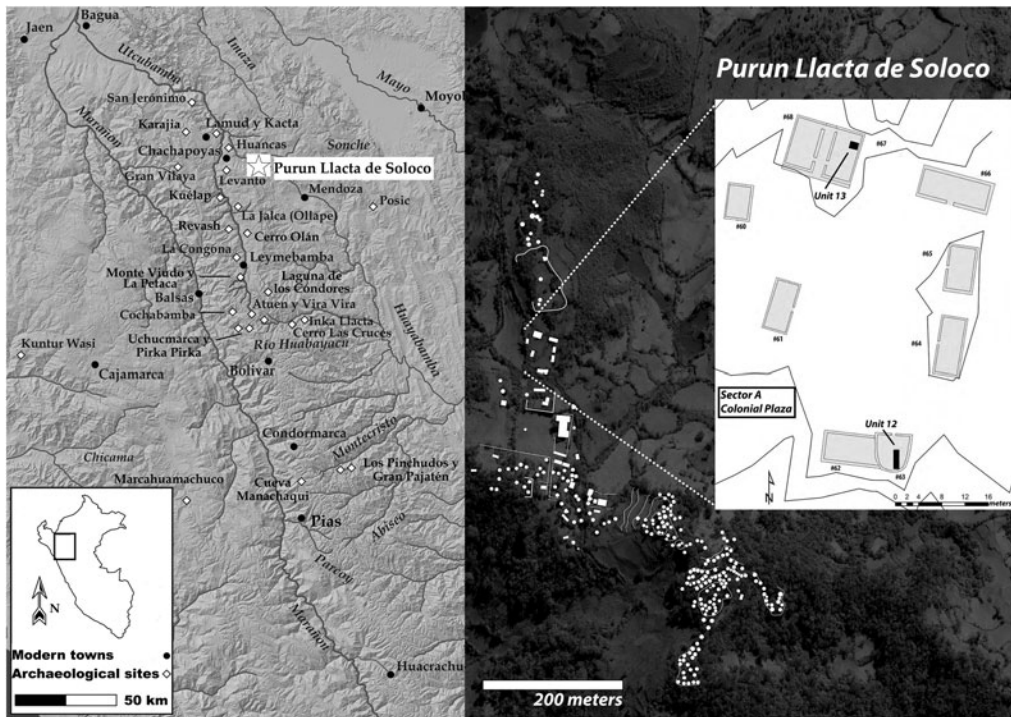 Jaen
Bagua
Utcubamba
Imaza
Mayo
Moyob
San Jerónimo
Marañón
Karajia
Lamud y Kacta
Chachapoyas
Huancas
Sonche
Purun Llacta de Soloco
Gran Vilaya
Levanto
Mendoza
Kuelap
Posic
La Jalca (Ollape)
Revash
Cerro Olán
La Congona
Leymebamba
Monte Viudo y
La Petaca
Laguna de
los Cóndores
Balsas
Atuen y Vira Vira
Cochabamba
Inka Llacta
Cerro Las Cruces
Huayabamba
Uchucmarca y
Pirka Pirka
Río Huabayacu
Kuntur Wasi
Cajamarca
Bolivar
Condormarca
Montecristo
Chicama
Los Pinchudos y
Gran Pajatén
Marcahuamachuco
Cueva
Manachaqui
Pias
Abiseo
Parcoy
Marañón
Huacrachu
N
Modern towns
Archaeological sites
50 km
Purun Llacta de Soloco
#68
#67
Unit 13
#66
#60
#65
#61
#64
Sector A
Colonial Plaza
Unit 12
#62
#63
N
0 2 4 8 12 16
meters
200 meters